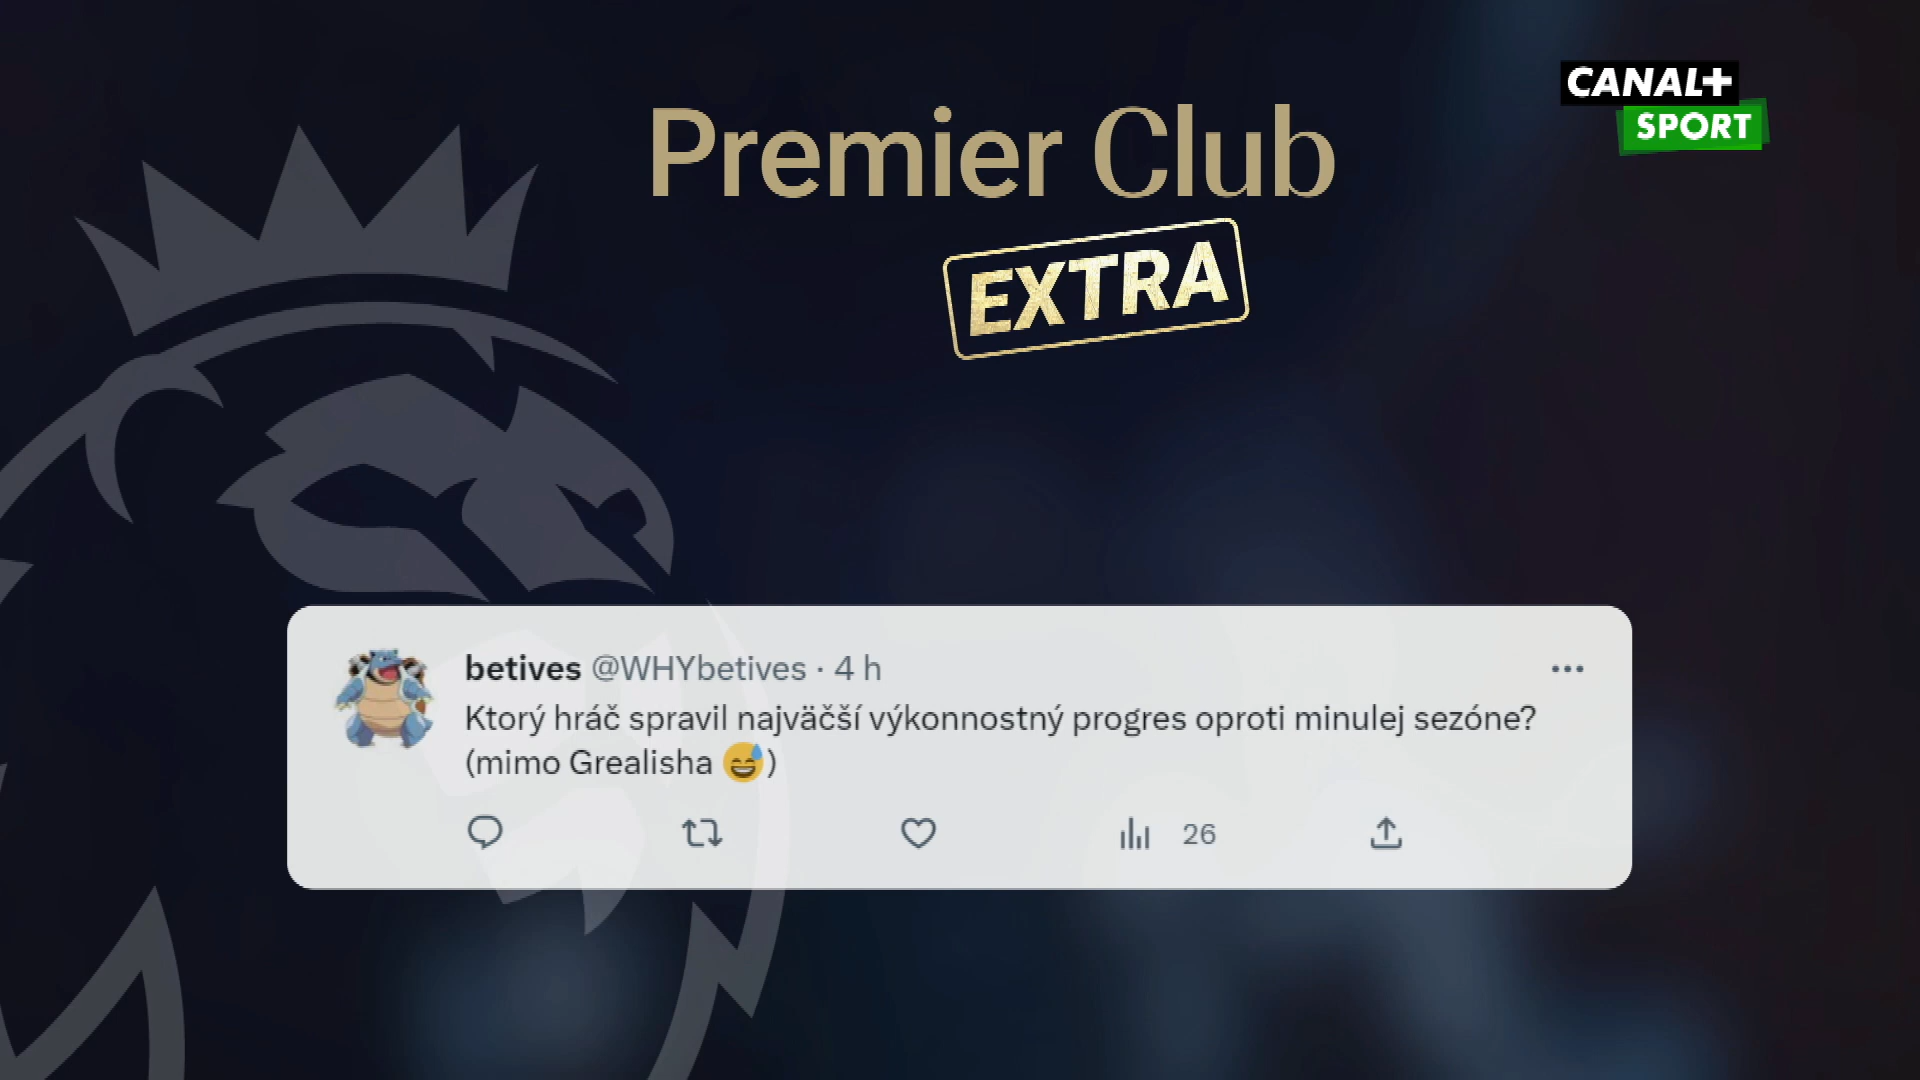 CANAL+
SPORT
Premier Club
EXTRA
betives @WHYbetives · 4 h
Ktorý hráč spravil najväčší výkonnostný progres oproti minulej sezóne?
(mimo Grealisha 😅)
26